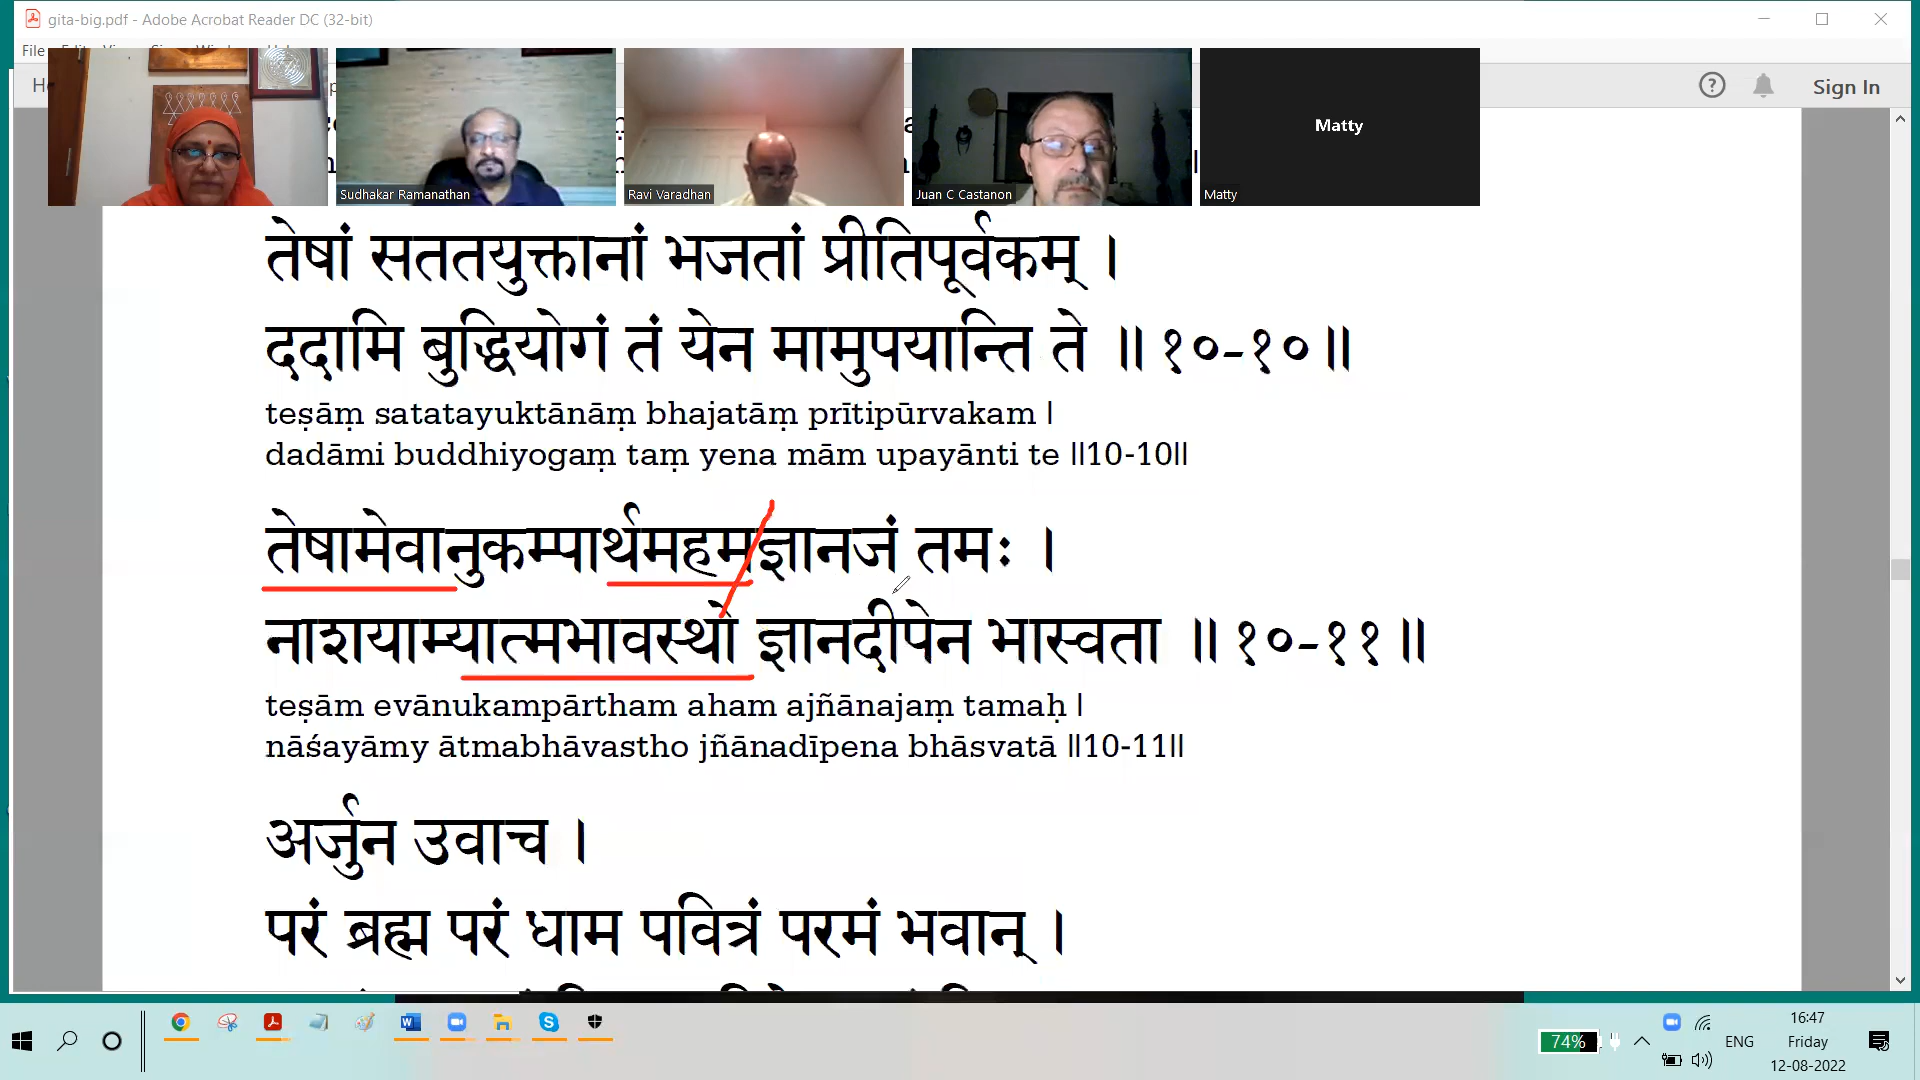 gita-big.pdf - Adobe Acrobat Reader DC (32-bit)
File
Sign In
Matty
Sudhakar Ramanathan
Ravi Varadhan
Juan C Castanon
Matty
तेषां सततयुक्तानां भजतां प्रीतिपूर्वकम् ।
ददामि बुद्धियोगं तं येन मामुपयान्ति ते ॥ १०-१०॥
teṣāṃ satatayuktānāṃ bhajatāṃ prītipūrvakam |
dadāmi buddhiyogaṃ taṃ yena mām upayānti te ||10-10||
तेषामेवानुकम्पार्थमहमज्ञानजं तमः ।
नाशयाम्यात्मभावस्थो ज्ञानदीपेन भास्वता ॥ १०-११॥
teṣām evānukampārtham aham ajñānajaṃ tamaḥ |
nāśayāmy ātmabhāvastho jñānadīpena bhāsvatā ||10-11||
अर्जुन उवाच ।
परं ब्रह्म परं धाम पवित्रं परमं भवान् ।
74%
ENG
16:47
Friday
12-08-2022